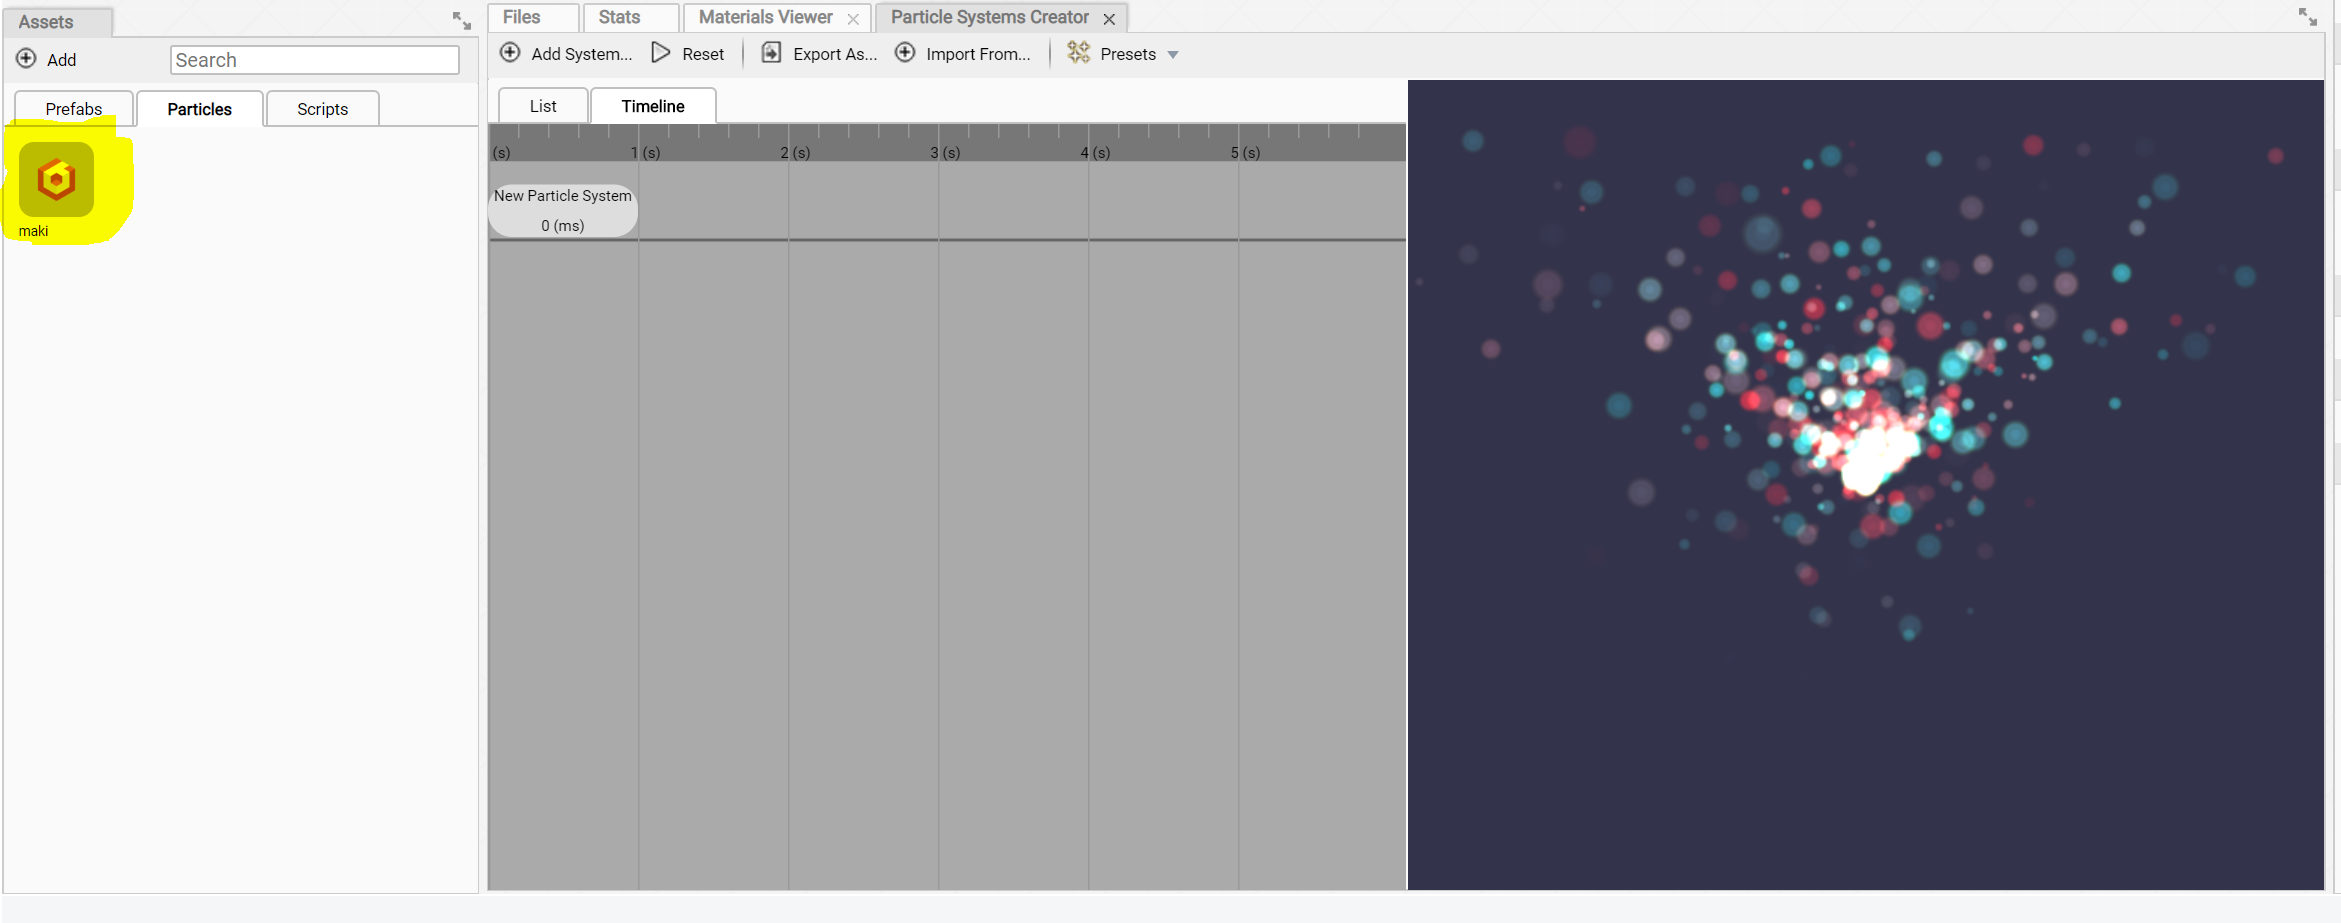 Assets
Add
Search
Prefabs
Particles
Scripts
maki
Files
Stats
Materials Viewer
Particle Systems Creator
Add System...
Reset
Export As...
Import From...
Presets
List
Timeline
(s)
1 (s)
2 (s)
3 (s)
4 (s)
5 (s)
New Particle System
0 (ms)